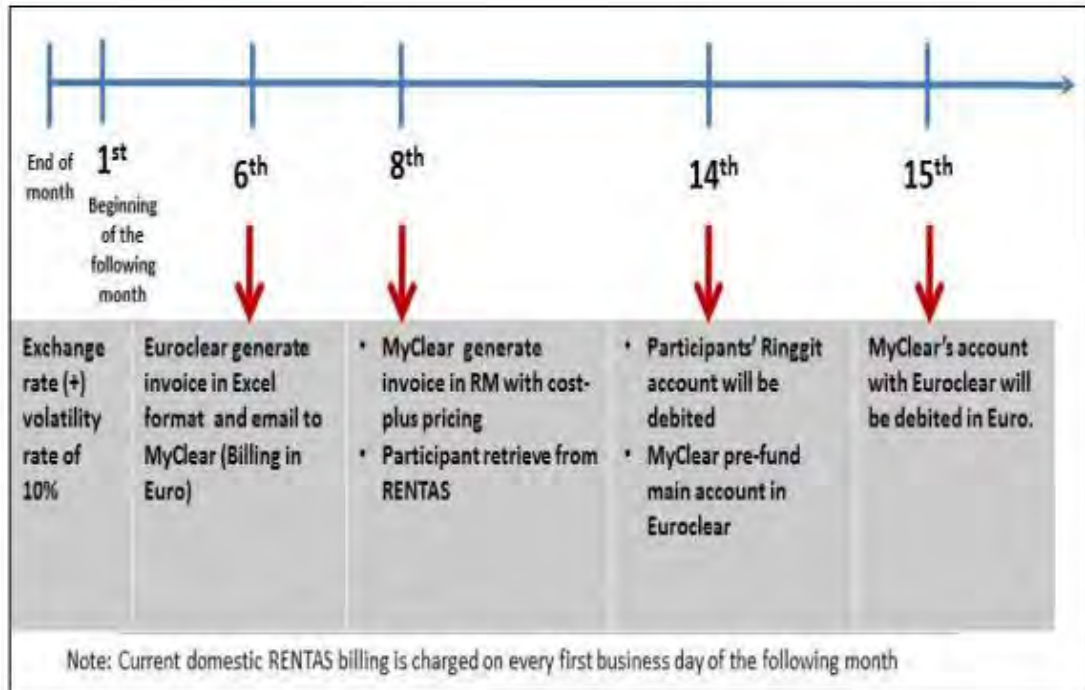 End of
month
1st
Beginning
of the
following
month
6th
8th
14th
15th
Exchange
rate (+)
volatility
rate of
10%
Euroclear generate
invoice in Excel
format and email to
MyClear (Billing in
Euro)
• MyClear generate
invoice in RM with cost-
plus pricing
• Participant retrieve from
RENTAS
• Participants' Ringgit
account will be
debited
• MyClear pre-fund
main account in
Euroclear
MyClear's account
with Euroclear will
be debited in Euro.
Note: Current domestic RENTAS billing is charged on every first business day of the following month